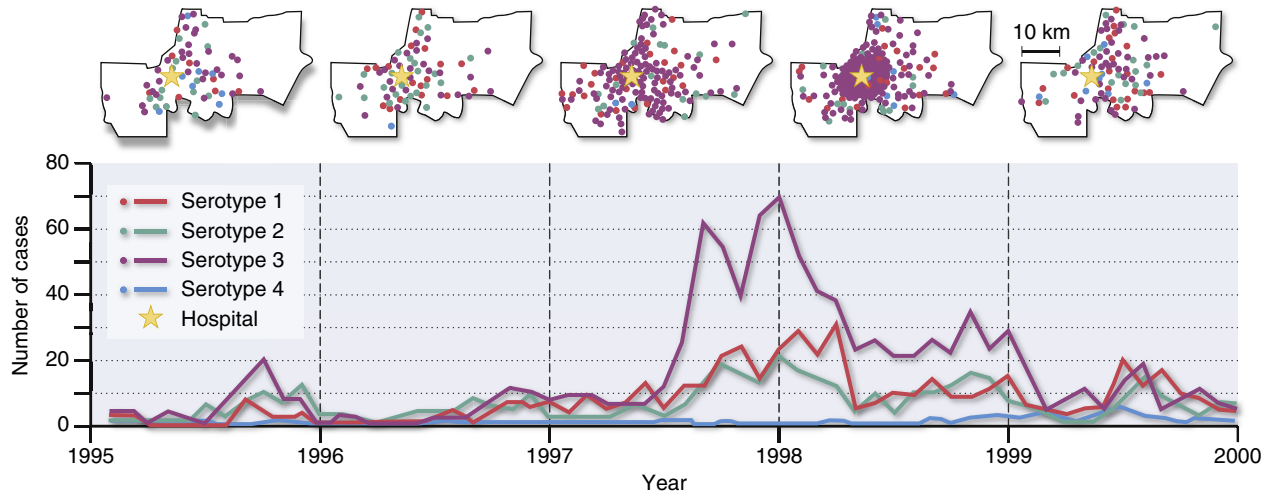 10 km
80
60
40
20
0
Number of cases
Serotype 1
Serotype 2
Serotype 3
Serotype 4
Hospital
1995
1996
1997
1998
1999
2000
Year